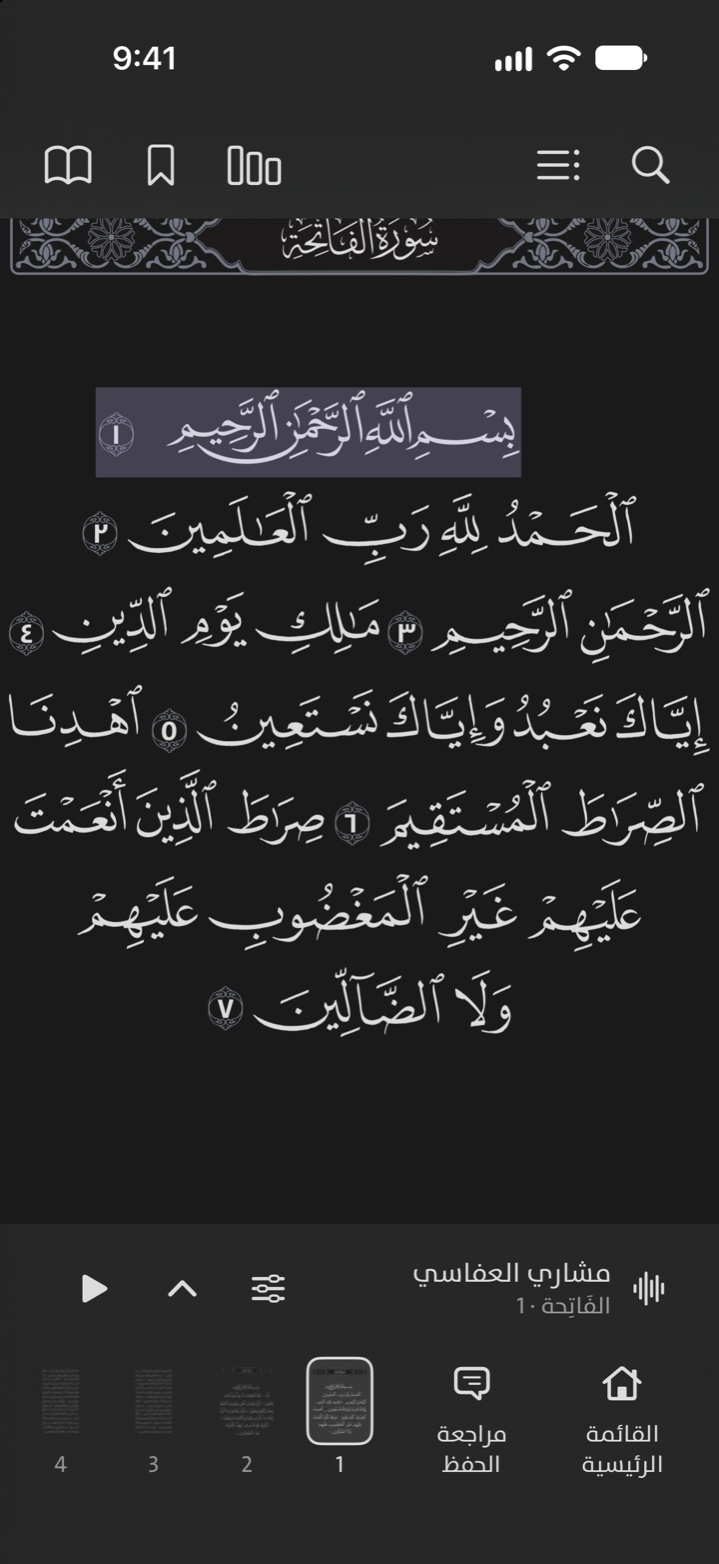 9:41
سُورَةُ الفَاتِحَةِ
بِسْمِ ٱللَّهِ ٱلرَّحْمَٰنِ ٱلرَّحِيمِ ١
ٱلْحَمْدُ لِلَّهِ رَبِّ ٱلْعَٰلَمِينَ ٢
ٱلرَّحْمَٰنِ ٱلرَّحِيمِ ٣ مَٰلِكِ يَوْمِ ٱلدِّينِ ٤
إِيَّاكَ نَعْبُدُ وَإِيَّاكَ نَسْتَعِينُ ٥ ٱهْدِنَا
ٱلصِّرَٰطَ ٱلْمُسْتَقِيمَ ٦ صِرَٰطَ ٱلَّذِينَ أَنْعَمْتَ
عَلَيْهِمْ غَيْرِ ٱلْمَغْضُوبِ عَلَيْهِمْ
وَلَا ٱلضَّآلِّينَ ٧
مشاري العفاسي
الفَاتِحة · 1
القائمة
الرئيسية
مراجعة
الحفظ
1
2
3
4